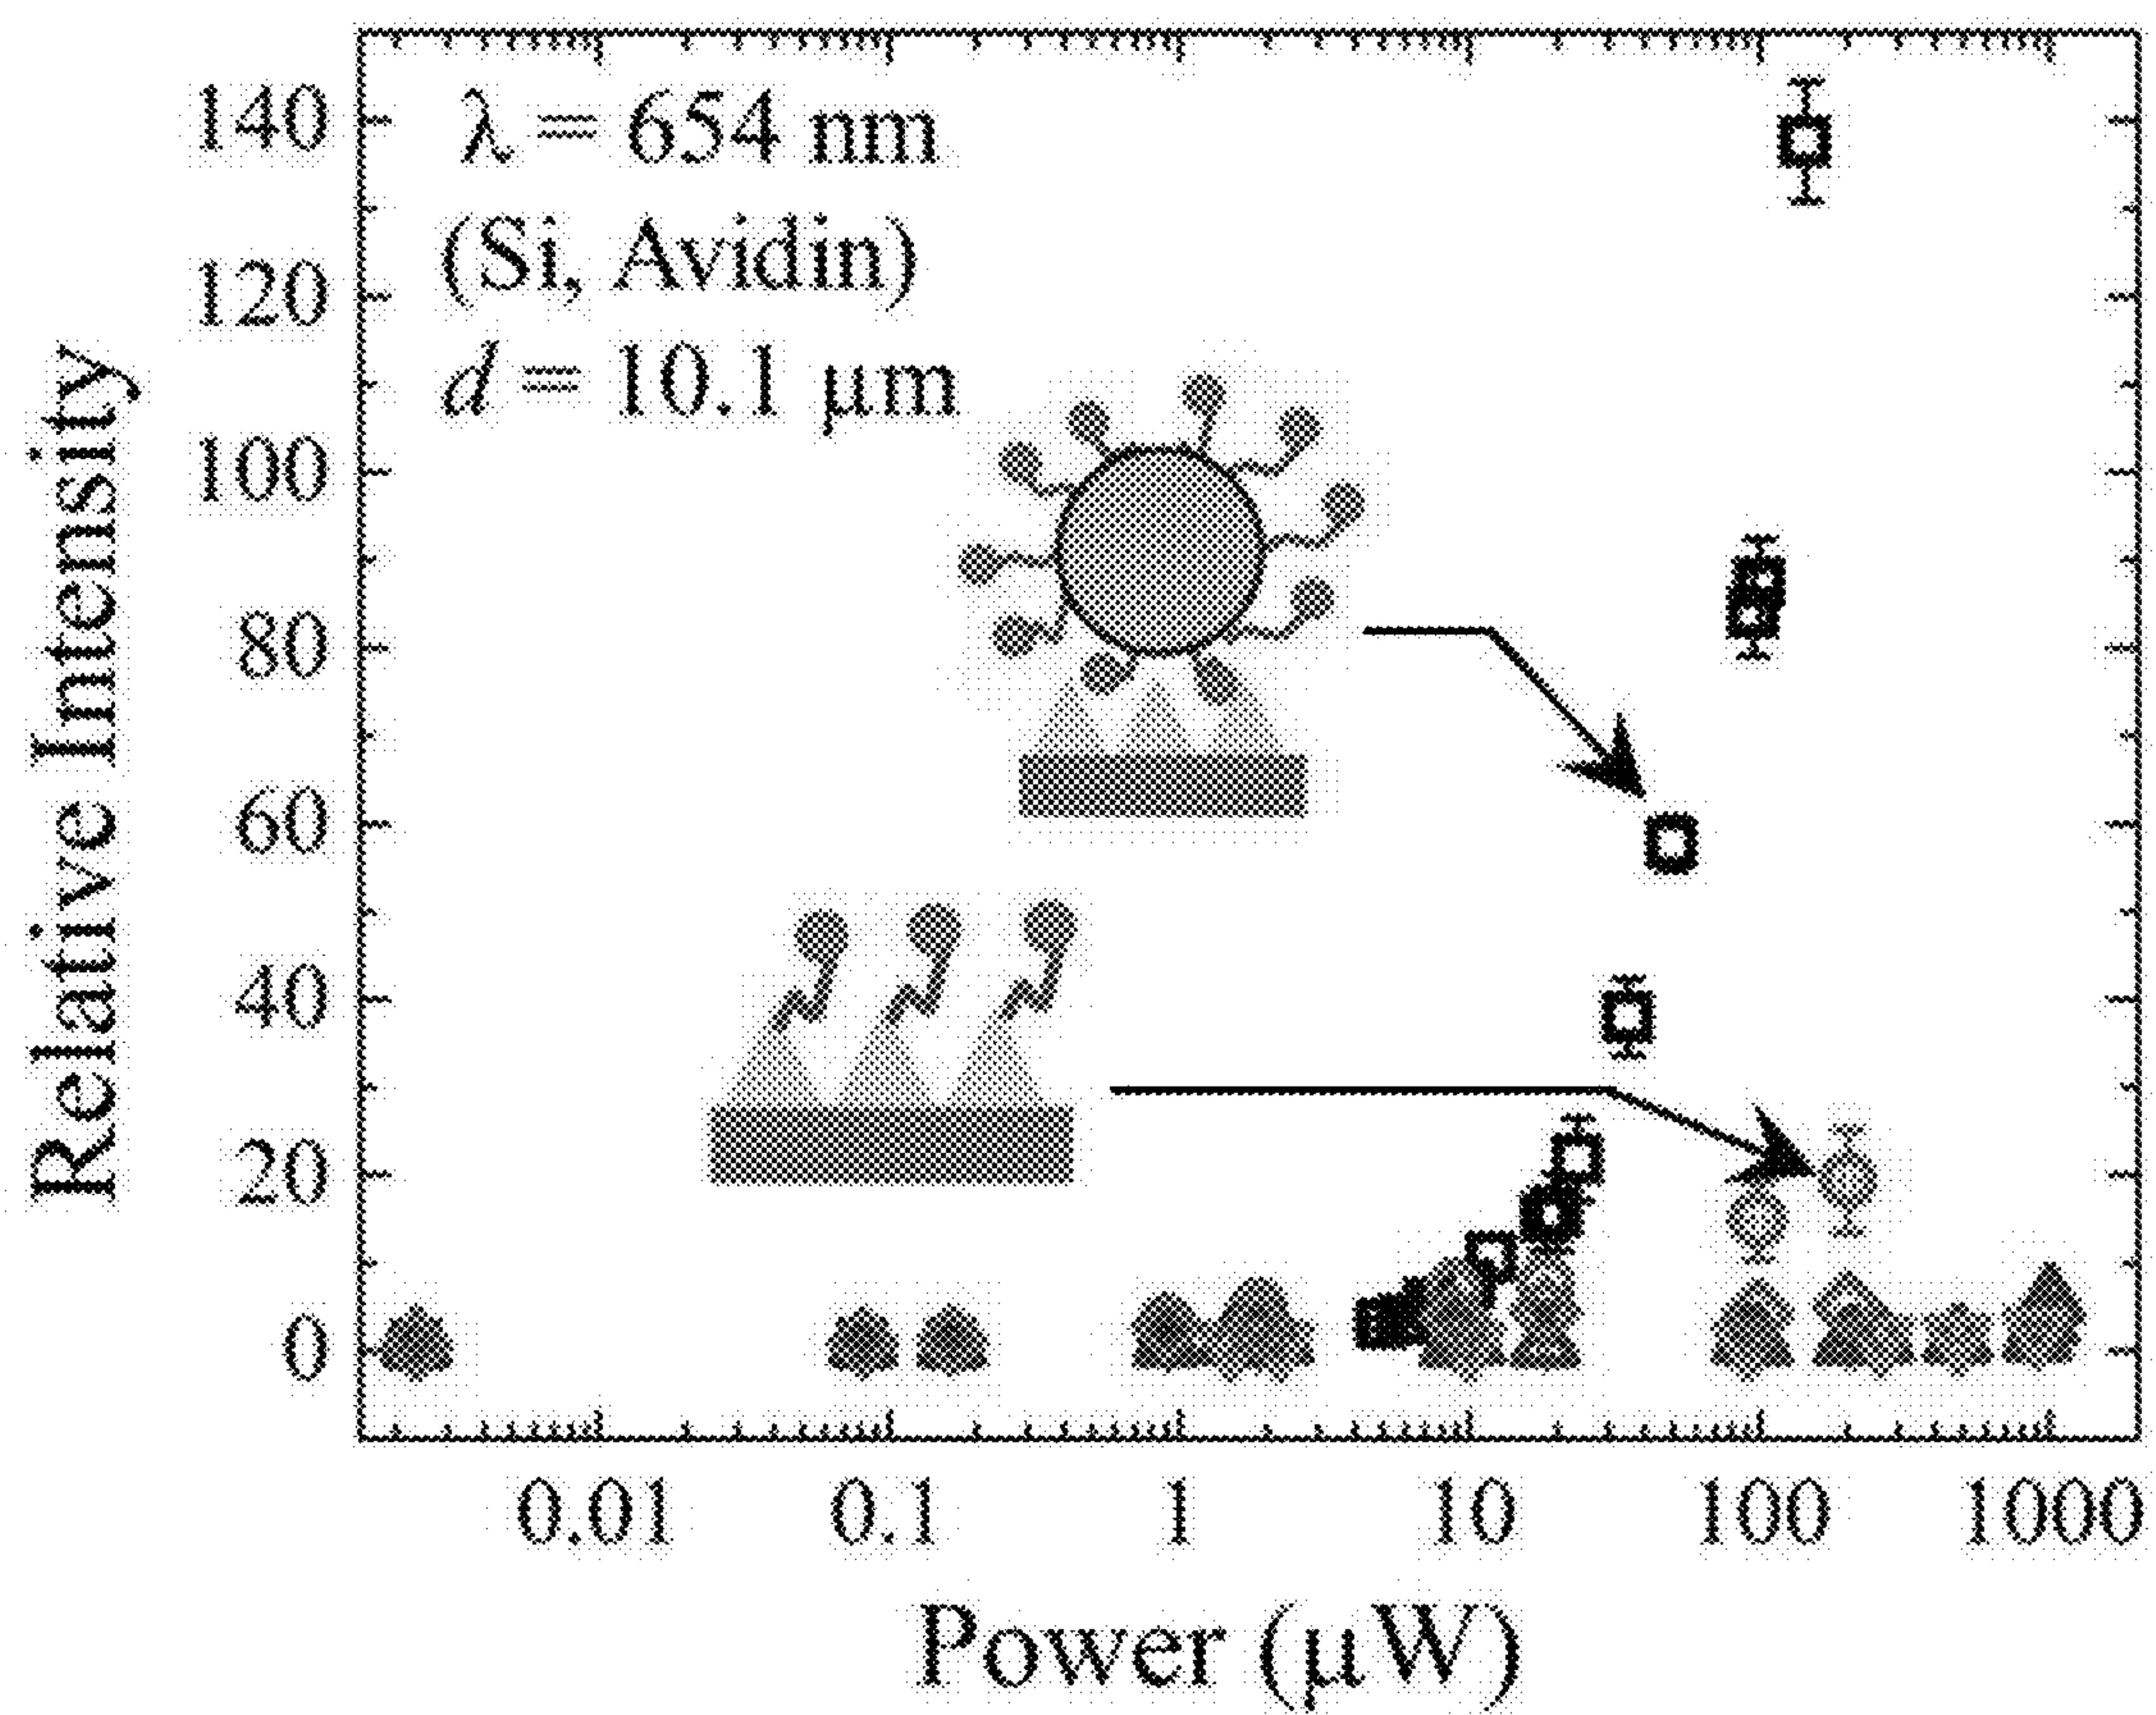 λ = 654 nm
(Si, Avidin)
d = 10.1 μm
Relative Intensity
140
120
100
80
60
40
20
0
0.01 0.1 1 10 100 1000
Power (μW)